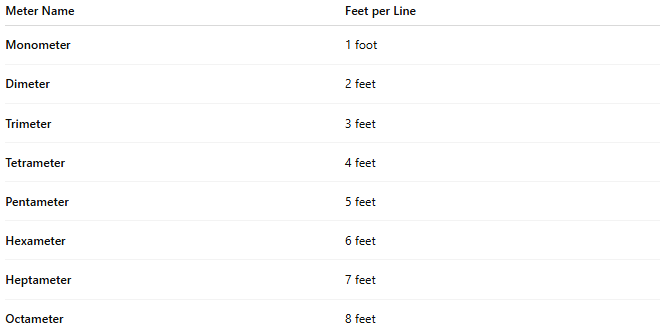 Meter Name Feet per Line
Monometer 1 foot
Dimeter 2 feet
Trimeter 3 feet
Tetrameter 4 feet
Pentameter 5 feet
Hexameter 6 feet
Heptameter 7 feet
Octameter 8 feet